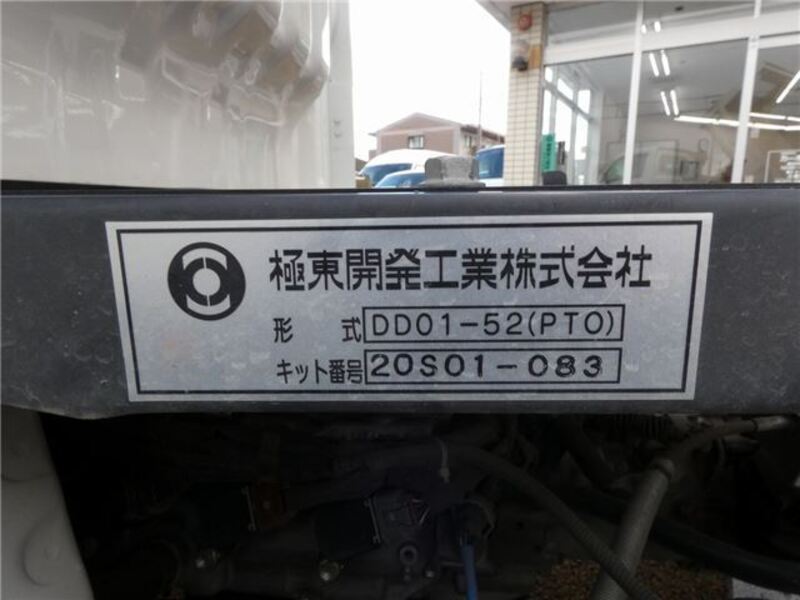 極東開発工業株式会社
形 式 DD01-52(PTO)
キット番号 20S01-083